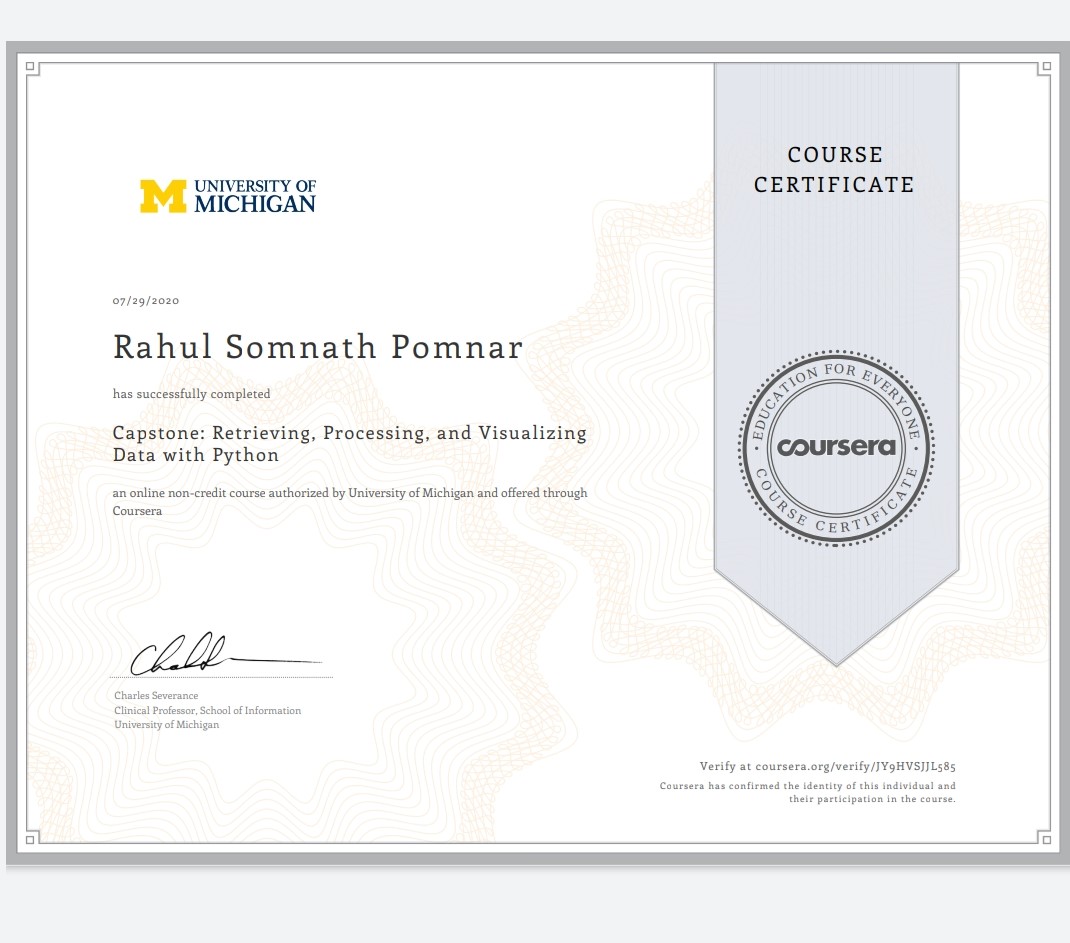 COURSE
CERTIFICATE
UNIVERSITY OF
MICHIGAN
07/29/2020
Rahul Somnath Pomnar
has successfully completed
Capstone: Retrieving, Processing, and Visualizing
Data with Python
an online non-credit course authorized by University of Michigan and offered through
Coursera
EDUCATION FOR EVERYONE
coursera
COURSE CERTIFICATE
Charles Severance
Clinical Professor, School of Information
University of Michigan
Verify at coursera.org/verify/JY9HVSJJL585
Coursera has confirmed the identity of this individual and
their participation in the course.